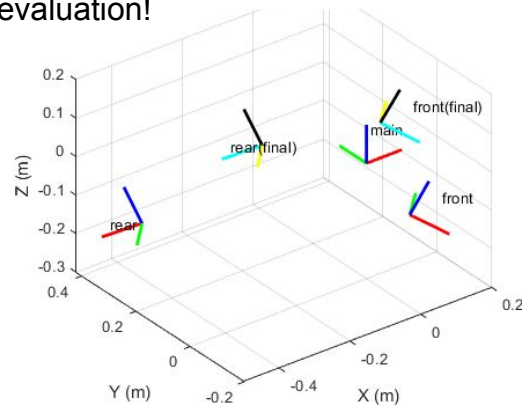 evaluation!
0.2
0.1
0
-0.1
-0.2
-0.3
Z (m)
front(final)
main
rear(final)
front
rear
0.4
0.2
0
-0.2
Y (m)
-0.4
-0.2
0
0.2
X (m)